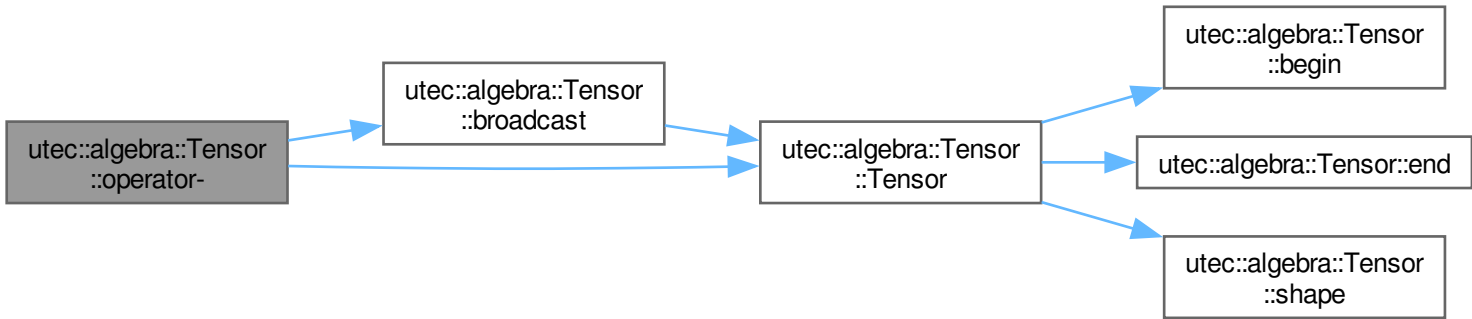 utec::algebra::Tensor
::operator-
utec::algebra::Tensor
::broadcast
utec::algebra::Tensor
::Tensor
utec::algebra::Tensor
::begin
utec::algebra::Tensor::end
utec::algebra::Tensor
::shape